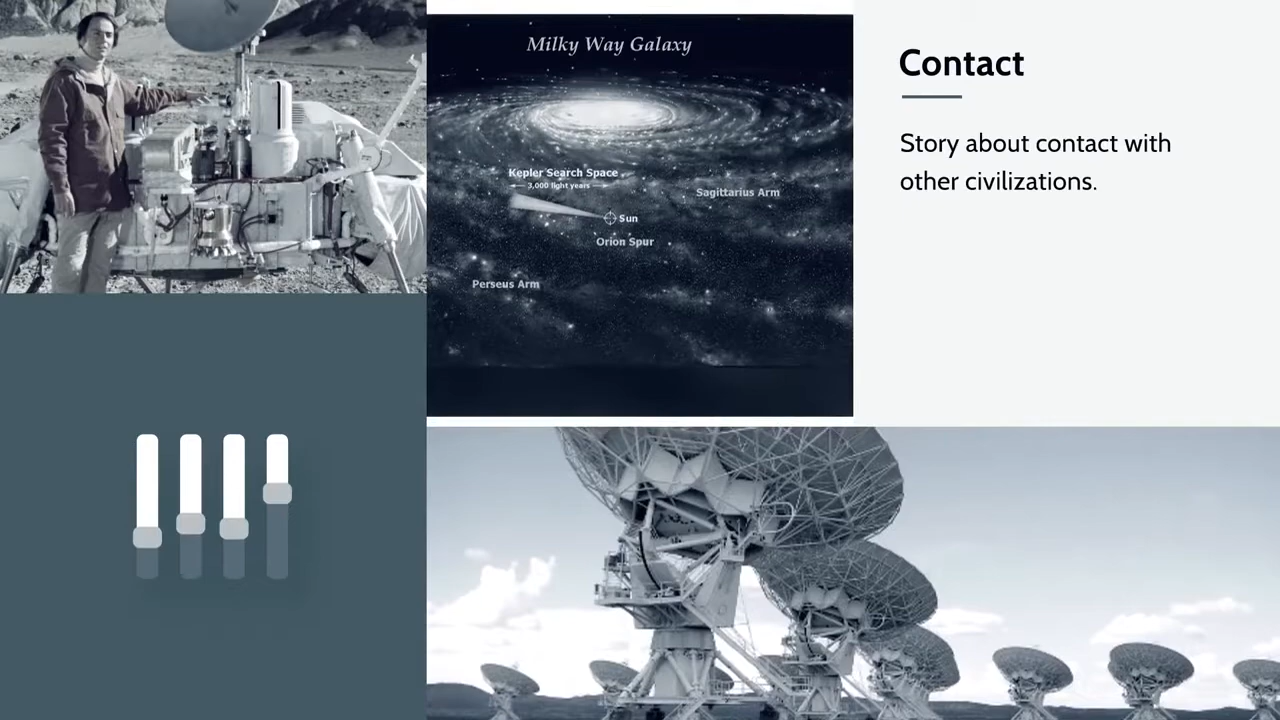 Milky Way Galaxy
Kepler Search Space
3,000 light years
Sagittarius Arm
Sun
Orion Spur
Perseus Arm
Contact
Story about contact with
other civilizations.